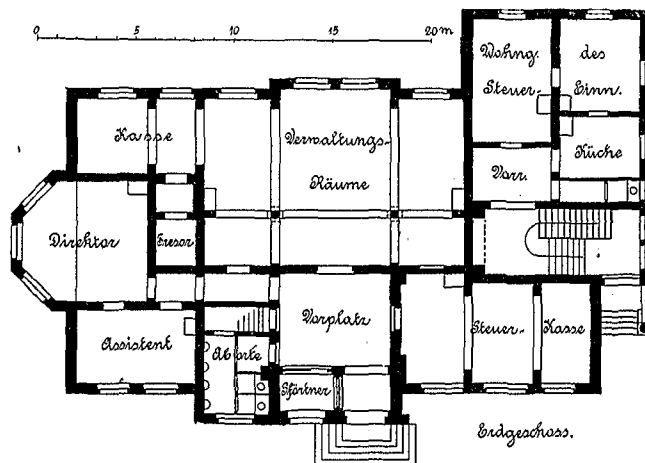 0 5 10 15 20 m
Wohng. des
Steuer- Einn.
Kasse
Verwaltungs-
Räume
Küche
Vorr.
Direktor
Tresor
Vorplatz
Steuer- Kasse
Assistent
Aborte
Pförtner
Erdgeschoss.